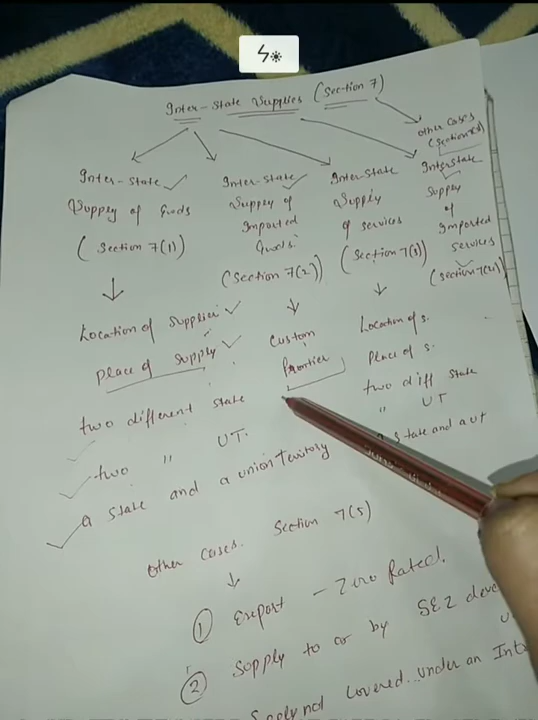 Inter-State Supplies (Section 7)
other cases
(Section
Inter-State
Supply of Goods
(Section 7(1))
Location of Supplier
place of Supply
two different state
two " UT.
a state and a union Territory
Inter-State
Supply of
Imported
Goods.
(Section 7(2))
Custom
frontier
Inter-State
Supply
of services
(Section 7(3))
Location of s.
Place of s.
two diff state
" UT
state and a UT
Interstate
Supply
of
Imported
services
(Section 7(4))
other cases. Section 7(5)
1 Export - Zero Rated.
2 Supply to or by SEZ deve
Supply not covered..under an Int